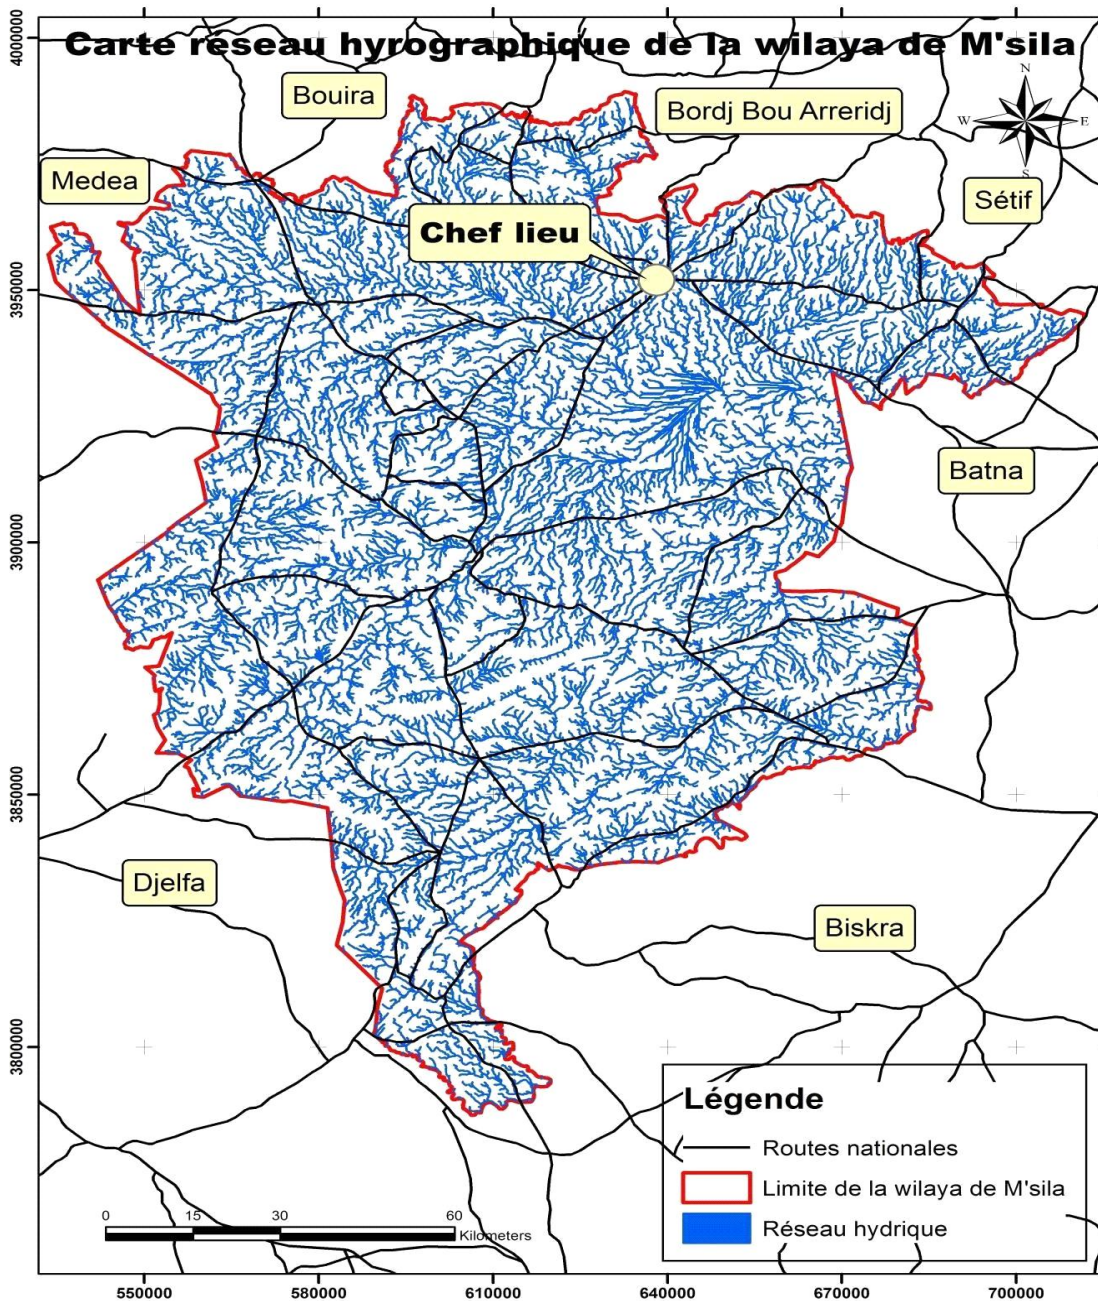 Carte réseau hyrographique de la wilaya de M'sila
Bouira
Bordj Bou Arreridj
N
W
E
S
Medea
Sétif
Chef lieu
Batna
Djelfa
Biskra
4000000
3950000
3900000
3850000
3800000
Légende
Routes nationales
Limite de la wilaya de M'sila
Réseau hydrique
0
15
30
60
Kilometers
550000
580000
610000
640000
670000
700000